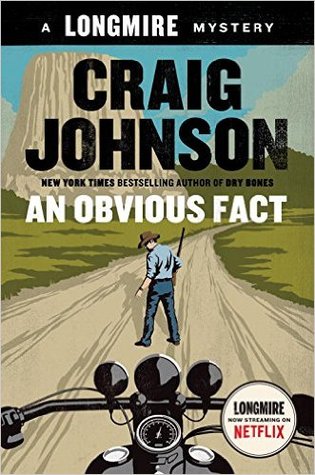 A LONGMIRE MYSTERY
CRAIG
JOHNSON
NEW YORK TIMES BESTSELLING AUTHOR OF DRY BONES
AN OBVIOUS FACT
LONGMIRE
NOW STREAMING ON
NETFLIX